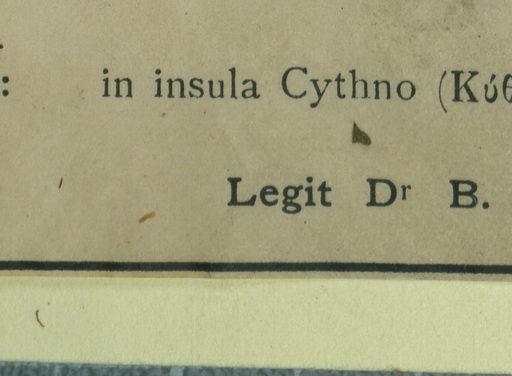 : in insula Cythno (Κύθ
Legit Dr B.